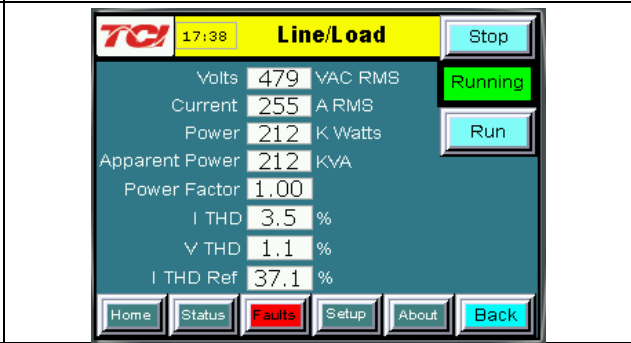 TCI 17:38 Line/Load Stop
Volts 479 VAC RMS Running
Current 255 A RMS
Power 212 K Watts Run
Apparent Power 212 KVA
Power Factor 1.00
I THD 3.5 %
V THD 1.1 %
I THD Ref 37.1 %
Home Status Faults Setup About Back